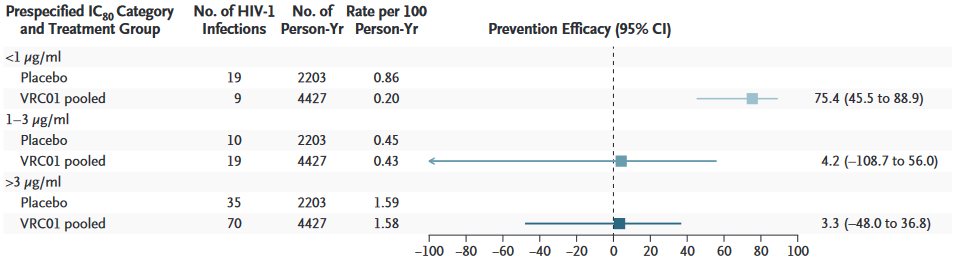 Prespecified IC80 Category and Treatment Group No. of HIV-1 Infections No. of Person-Yr Rate per 100 Person-Yr Prevention Efficacy (95% CI)
<1 µg/ml
Placebo 19 2203 0.86
VRC01 pooled 9 4427 0.20 75.4 (45.5 to 88.9)
1–3 µg/ml
Placebo 10 2203 0.45
VRC01 pooled 19 4427 0.43 4.2 (–108.7 to 56.0)
>3 µg/ml
Placebo 35 2203 1.59
VRC01 pooled 70 4427 1.58 3.3 (–48.0 to 36.8)
–100 –80 –60 –40 –20 0 20 40 60 80 100